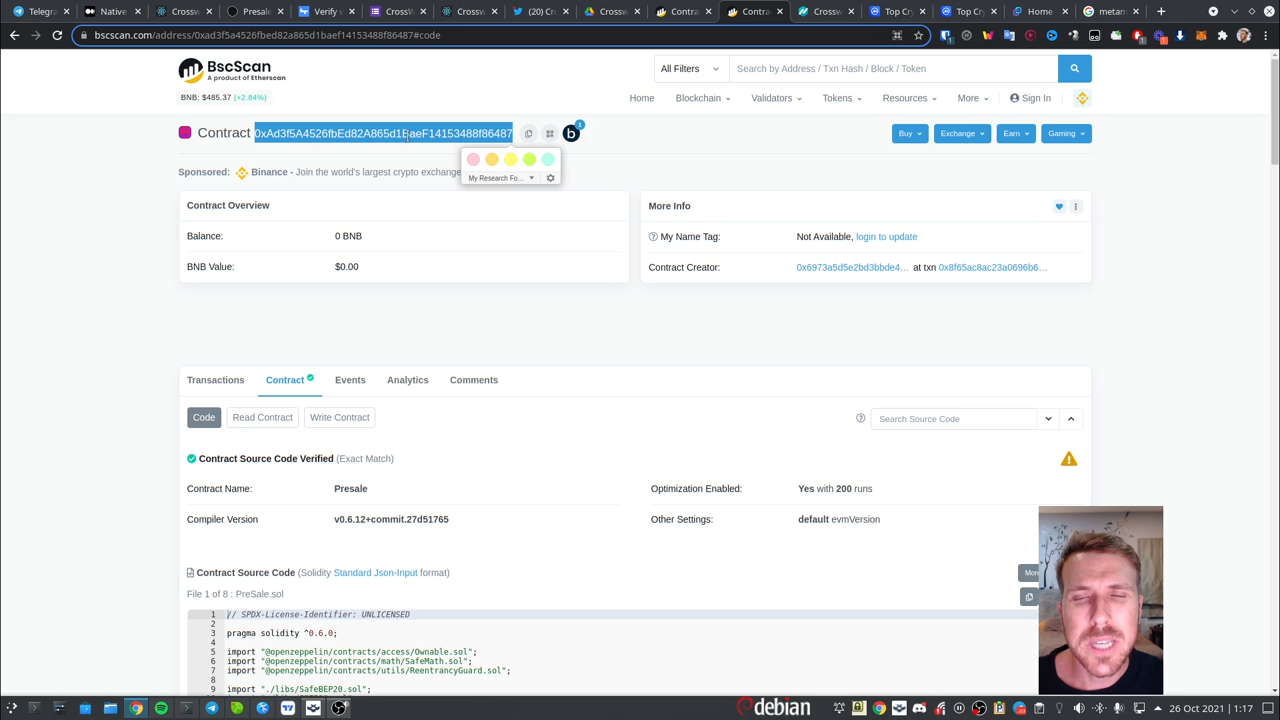 Telegra
Verifyin
(20) Cr
Contra
Contra
bscscan.com/address/0xad3f5a4526fbed82a865d1baef14153488f86487#code
BscScan
A product of Etherscan
All Filters
Search by Address / Txn Hash / Block / Token
BNB: $485.37 (+2.84%)
Home Blockchain Validators Tokens Resources More Sign In
Contract 0xAd3f5A4526fbEd82A865d1BaeF14153488f86487 b 1
Buy Exchange Earn Gaming
Sponsored: Binance - Join the world's largest crypto exchange
My Research Fo...
Contract Overview
Balance: 0 BNB
BNB Value: $0.00
More Info
My Name Tag: Not Available, login to update
Contract Creator: 0x6973a5d5e2bd3bbde4... at txn 0x8f65ac8ac23a0696b6...
Transactions Contract Events Analytics Comments
Code Read Contract Write Contract
Search Source Code
Contract Source Code Verified (Exact Match)
Contract Name: Presale
Optimization Enabled: Yes with 200 runs
Compiler Version v0.6.12+commit.27d51765
Other Settings: default evmVersion
Contract Source Code (Solidity Standard Json-Input format)
More
File 1 of 8 : PreSale.sol
1 // SPDX-License-Identifier: UNLICENSED
2
3 pragma solidity ^0.6.0;
4
5 import "@openzeppelin/contracts/access/Ownable.sol";
6 import "@openzeppelin/contracts/math/SafeMath.sol";
7 import "@openzeppelin/contracts/utils/ReentrancyGuard.sol";
8
9 import "./libs/SafeBEP20.sol";
debian
26 Oct 2021, 1:17